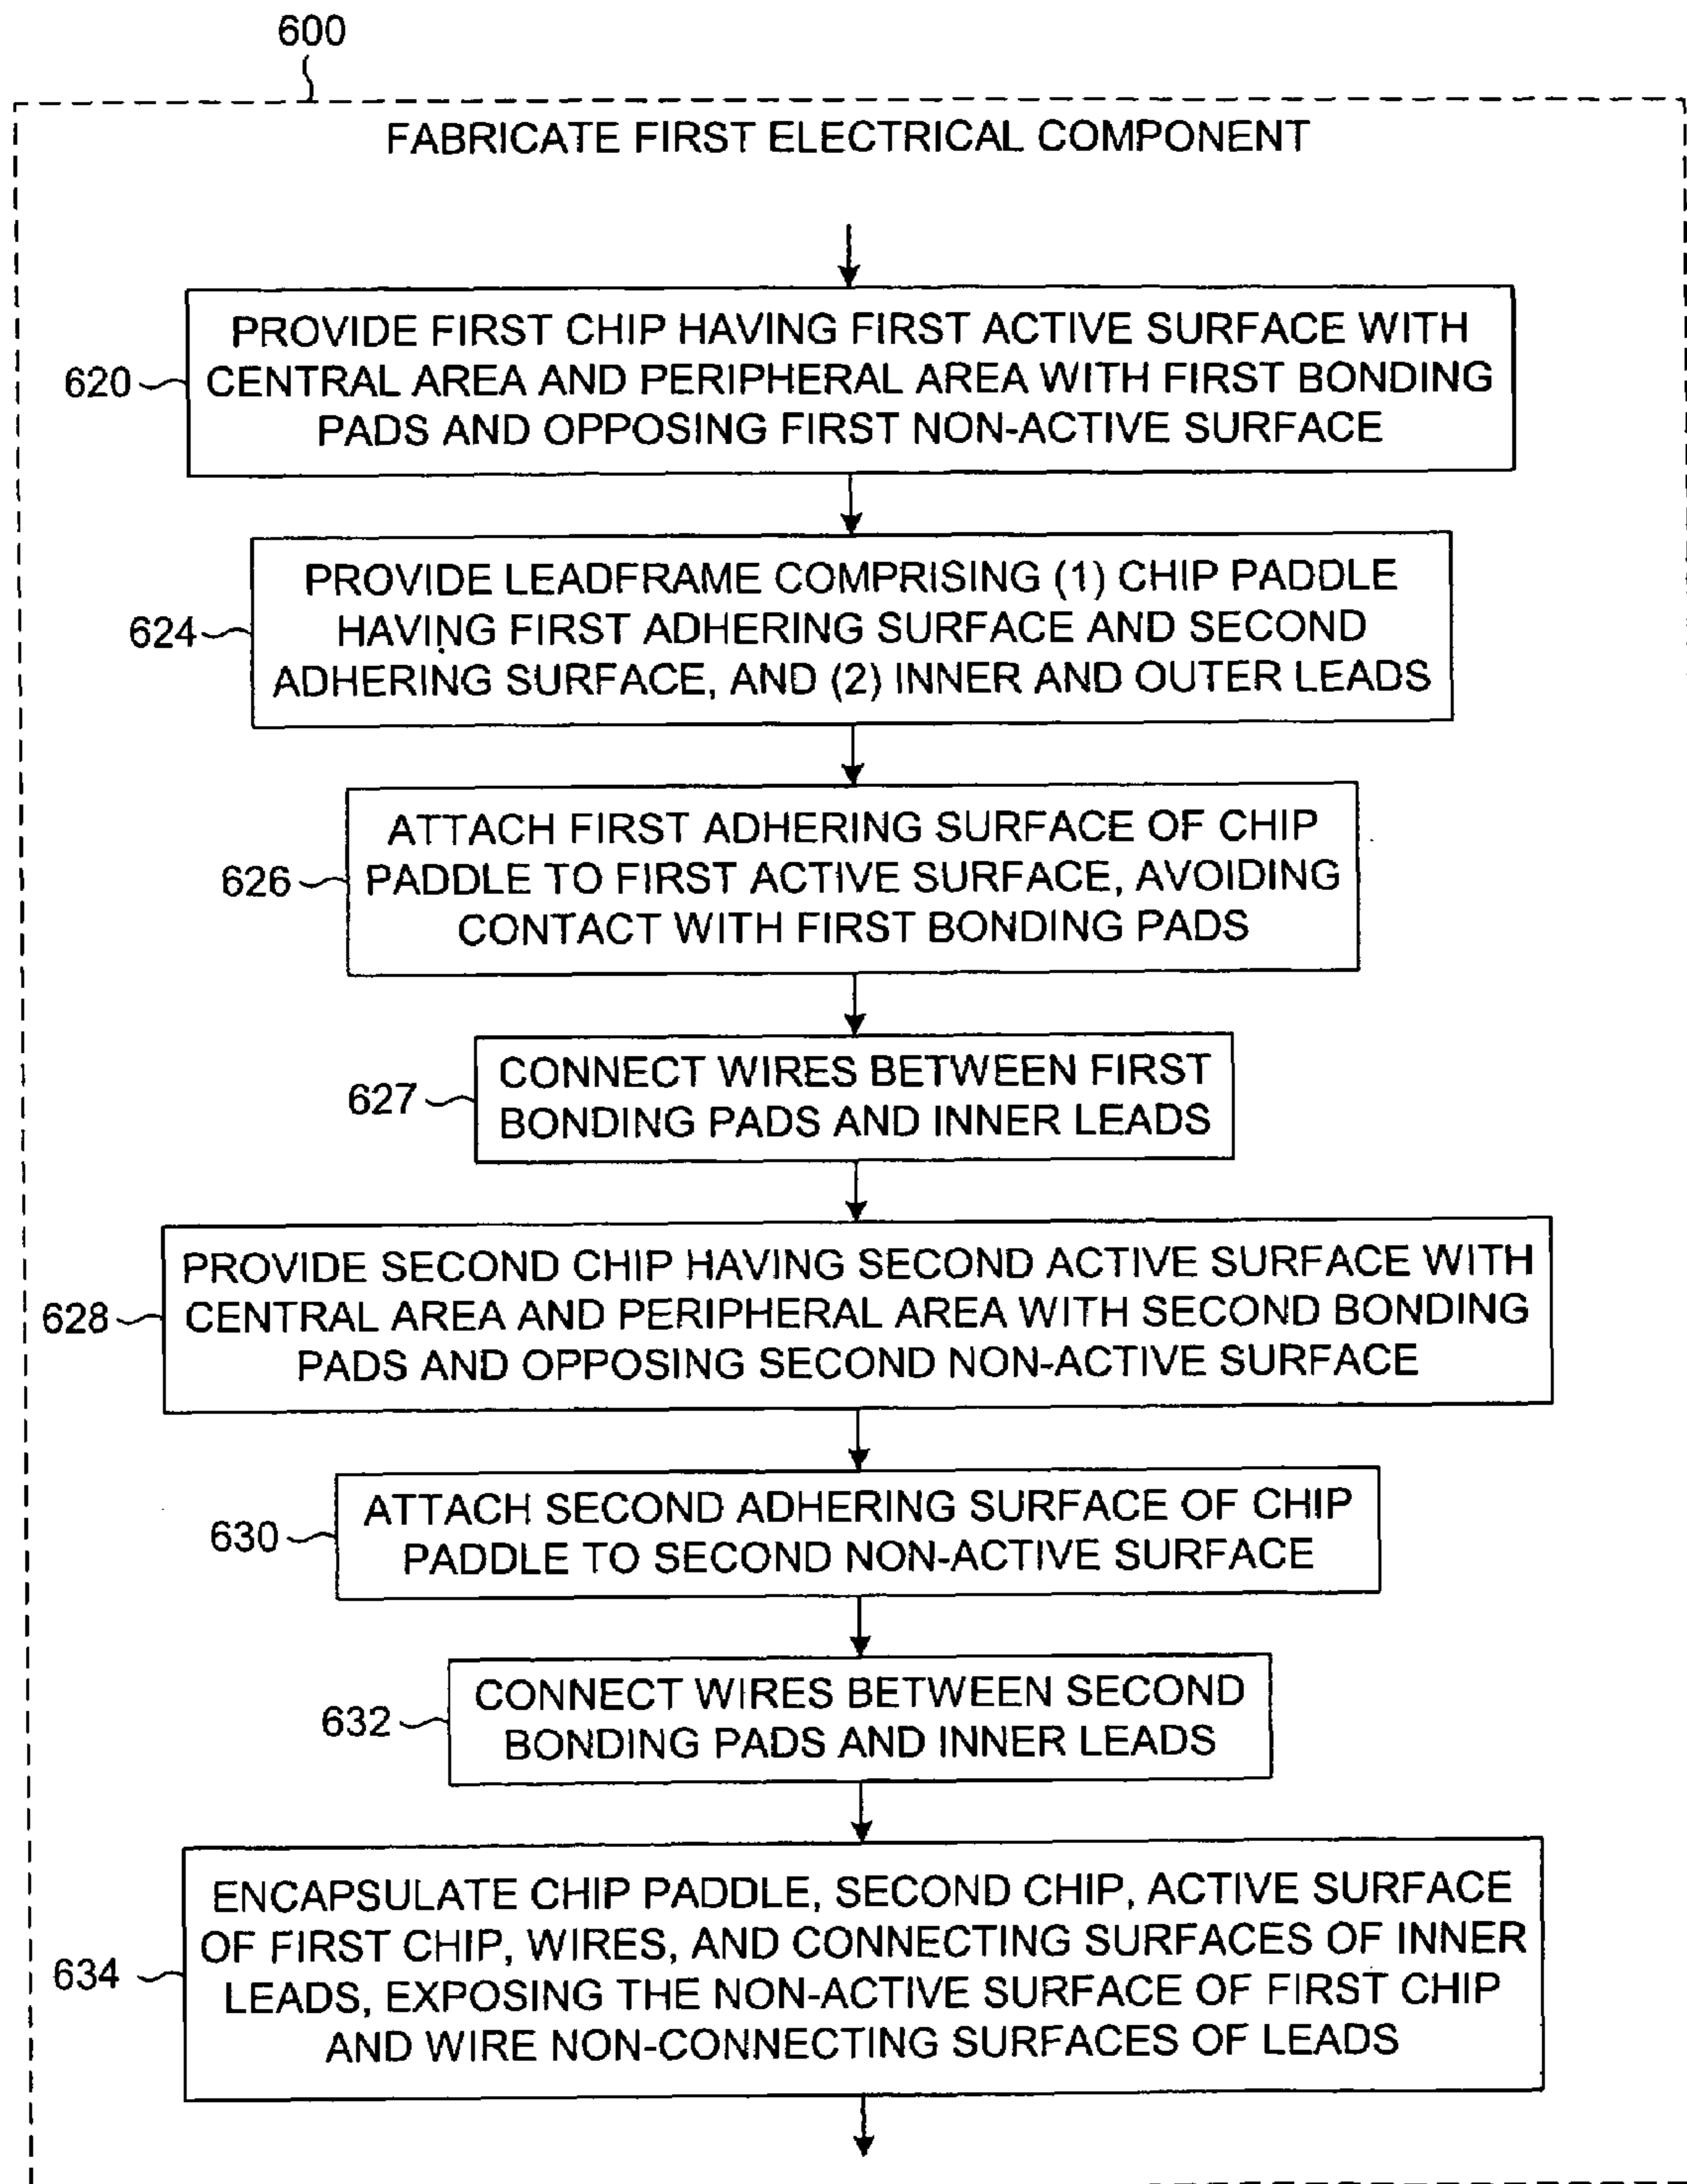 600
FABRICATE FIRST ELECTRICAL COMPONENT
620
PROVIDE FIRST CHIP HAVING FIRST ACTIVE SURFACE WITH
CENTRAL AREA AND PERIPHERAL AREA WITH FIRST BONDING
PADS AND OPPOSING FIRST NON-ACTIVE SURFACE
624
PROVIDE LEADFRAME COMPRISING (1) CHIP PADDLE
HAVING FIRST ADHERING SURFACE AND SECOND
ADHERING SURFACE, AND (2) INNER AND OUTER LEADS
626
ATTACH FIRST ADHERING SURFACE OF CHIP
PADDLE TO FIRST ACTIVE SURFACE, AVOIDING
CONTACT WITH FIRST BONDING PADS
627
CONNECT WIRES BETWEEN FIRST
BONDING PADS AND INNER LEADS
628
PROVIDE SECOND CHIP HAVING SECOND ACTIVE SURFACE WITH
CENTRAL AREA AND PERIPHERAL AREA WITH SECOND BONDING
PADS AND OPPOSING SECOND NON-ACTIVE SURFACE
630
ATTACH SECOND ADHERING SURFACE OF CHIP
PADDLE TO SECOND NON-ACTIVE SURFACE
632
CONNECT WIRES BETWEEN SECOND
BONDING PADS AND INNER LEADS
634
ENCAPSULATE CHIP PADDLE, SECOND CHIP, ACTIVE SURFACE
OF FIRST CHIP, WIRES, AND CONNECTING SURFACES OF INNER
LEADS, EXPOSING THE NON-ACTIVE SURFACE OF FIRST CHIP
AND WIRE NON-CONNECTING SURFACES OF LEADS